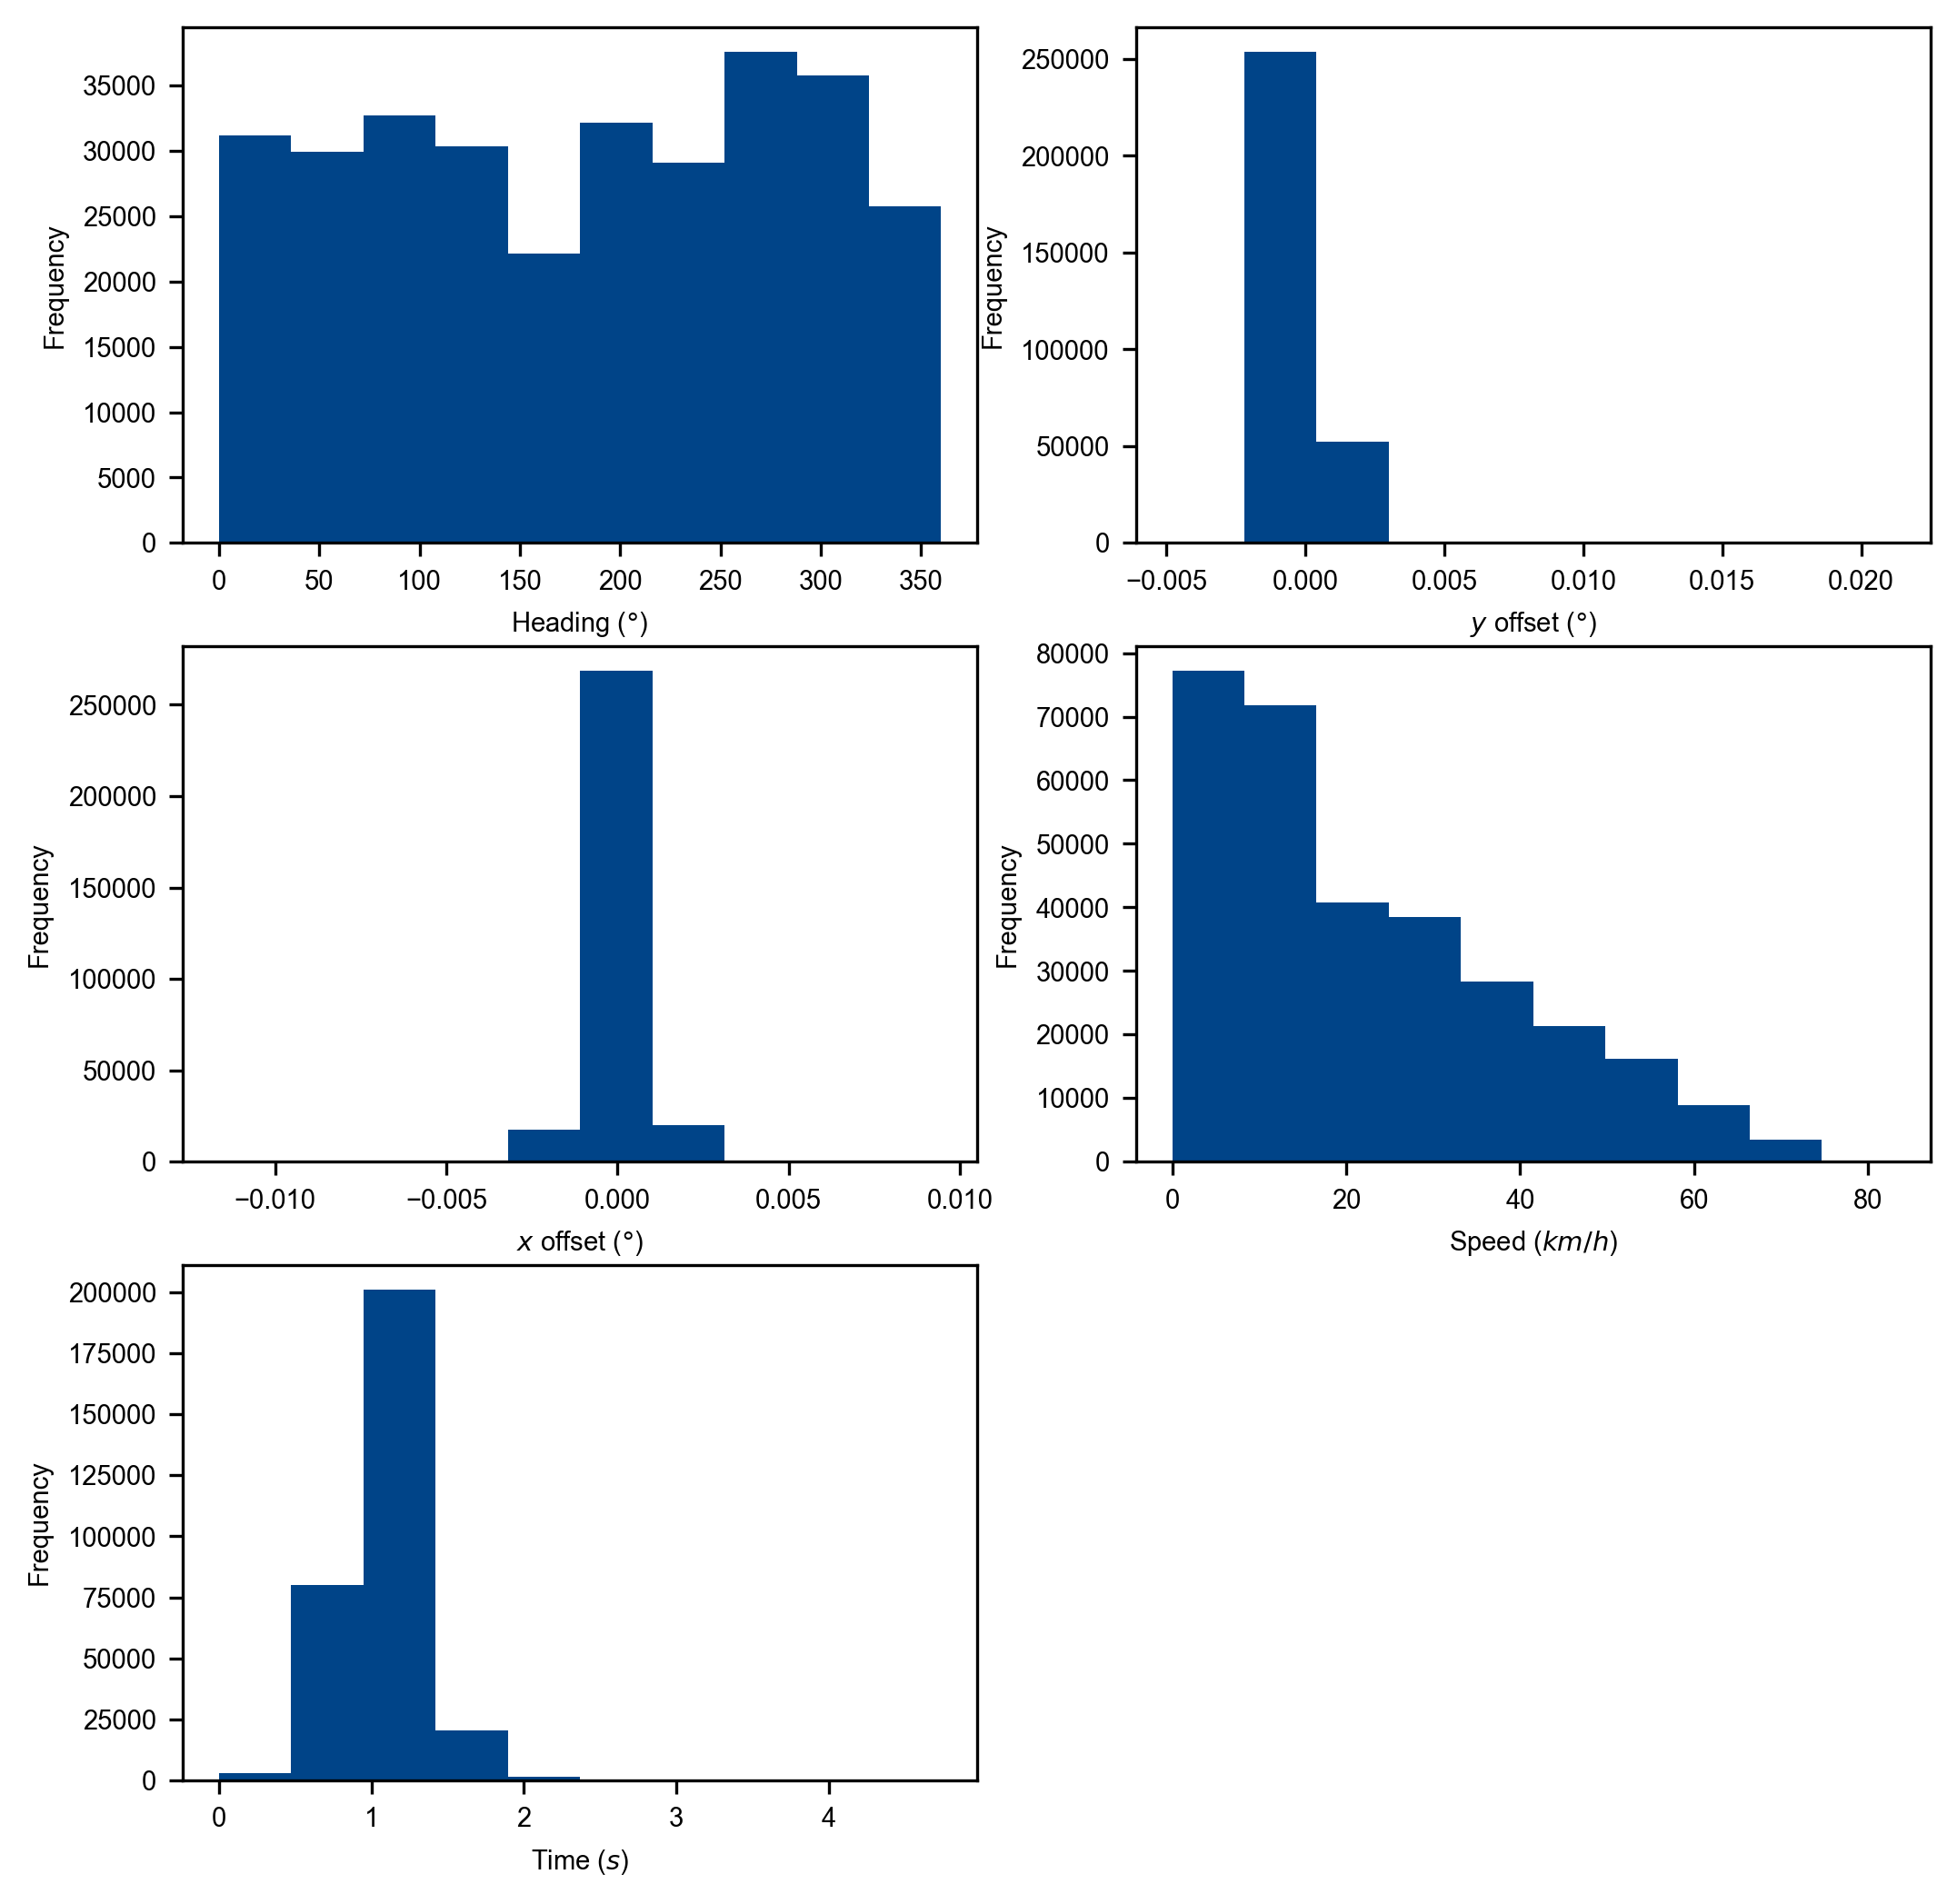 35000
30000
25000
20000
15000
10000
5000
0
Frequency
0 50 100 150 200 250 300 350
Heading (°)
250000
200000
150000
100000
50000
0
Frequency
−0.005 0.000 0.005 0.010 0.015 0.020
y offset (°)
250000
200000
150000
100000
50000
0
Frequency
−0.010 −0.005 0.000 0.005 0.010
x offset (°)
80000
70000
60000
50000
40000
30000
20000
10000
0
Frequency
0 20 40 60 80
Speed (km/h)
200000
175000
150000
125000
100000
75000
50000
25000
0
Frequency
0 1 2 3 4
Time (s)